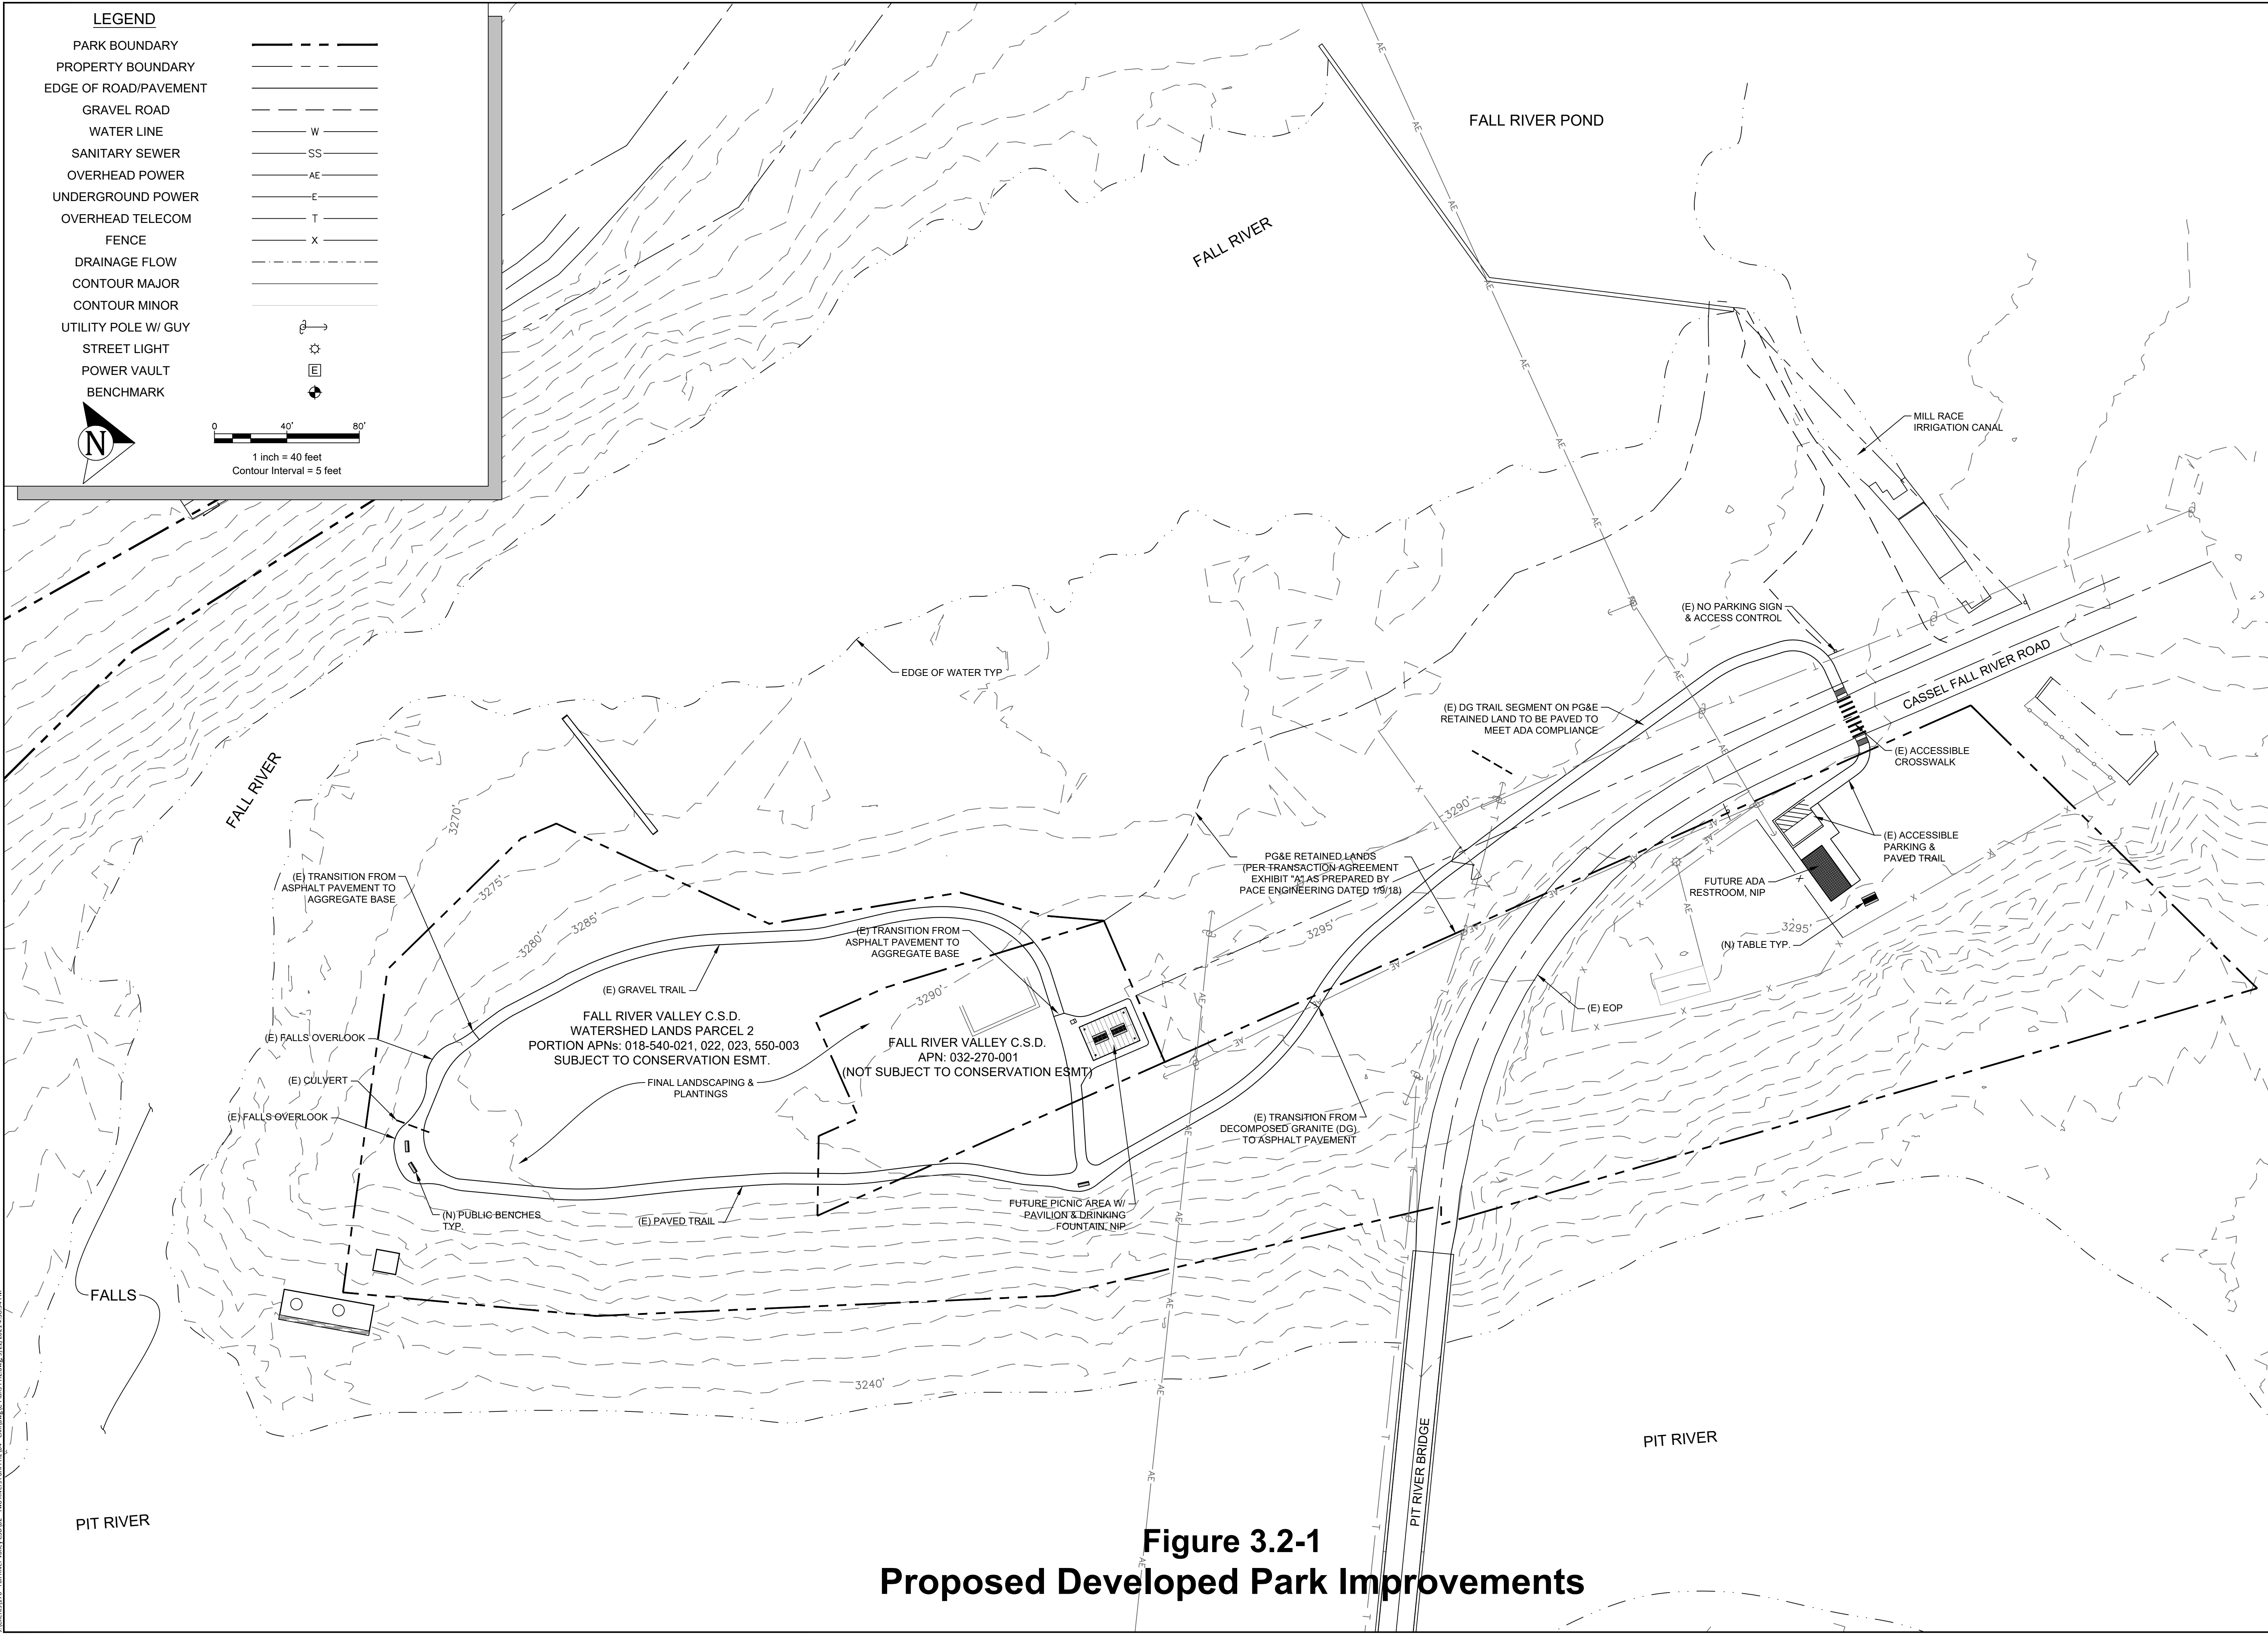 LEGEND
PARK BOUNDARY
PROPERTY BOUNDARY
EDGE OF ROAD/PAVEMENT
GRAVEL ROAD
WATER LINE
W
SANITARY SEWER
SS
OVERHEAD POWER
AE
UNDERGROUND POWER
E
OVERHEAD TELECOM
T
FENCE
X
DRAINAGE FLOW
CONTOUR MAJOR
CONTOUR MINOR
UTILITY POLE W/ GUY
STREET LIGHT
POWER VAULT
E
BENCHMARK
N
0 40' 80'
1 inch = 40 feet
Contour Interval = 5 feet
FALL RIVER POND
FALL RIVER
MILL RACE
IRRIGATION CANAL
(E) NO PARKING SIGN
& ACCESS CONTROL
CASSEL FALL RIVER ROAD
EDGE OF WATER TYP
(E) DG TRAIL SEGMENT ON PG&E
RETAINED LAND TO BE PAVED TO
MEET ADA COMPLIANCE
(E) ACCESSIBLE
CROSSWALK
FALL RIVER
3270'
3290'
(E) ACCESSIBLE
PARKING &
PAVED TRAIL
PG&E RETAINED LANDS
(PER TRANSACTION AGREEMENT
EXHIBIT "A" AS PREPARED BY
PACE ENGINEERING DATED 1/9/18)
FUTURE ADA
RESTROOM, NIP
(E) TRANSITION FROM
ASPHALT PAVEMENT TO
AGGREGATE BASE
3275'
3280'
3285'
(E) TRANSITION FROM
ASPHALT PAVEMENT TO
AGGREGATE BASE
3295'
3295'
(N) TABLE TYP.
(E) GRAVEL TRAIL
3290'
(E) EOP
FALL RIVER VALLEY C.S.D.
WATERSHED LANDS PARCEL 2
PORTION APNs: 018-540-021, 022, 023, 550-003
SUBJECT TO CONSERVATION ESMT.
FALL RIVER VALLEY C.S.D.
APN: 032-270-001
(NOT SUBJECT TO CONSERVATION ESMT)
(E) FALLS OVERLOOK
(E) CULVERT
(E) FALLS OVERLOOK
FINAL LANDSCAPING &
PLANTINGS
(E) TRANSITION FROM
DECOMPOSED GRANITE (DG)
TO ASPHALT PAVEMENT
(N) PUBLIC BENCHES
TYP.
(E) PAVED TRAIL
FUTURE PICNIC AREA W/
PAVILION & DRINKING
FOUNTAIN, NIP
FALLS
3240'
PIT RIVER BRIDGE
PIT RIVER
PIT RIVER
Figure 3.2-1
Proposed Developed Park Improvements